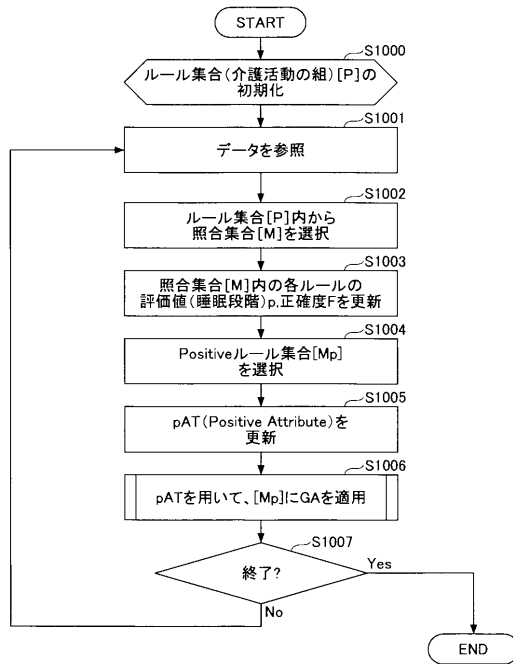 START
S1000
ルール集合(介護活動の組)[P]の
初期化
S1001
データを参照
S1002
ルール集合[P]内から
照合集合[M]を選択
S1003
照合集合[M]内の各ルールの
評価値(睡眠段階)p,正確度Fを更新
S1004
Positiveルール集合[Mp]
を選択
S1005
pAT(Positive Attribute)を
更新
S1006
pATを用いて、[Mp]にGAを適用
S1007
終了?
Yes
No
END